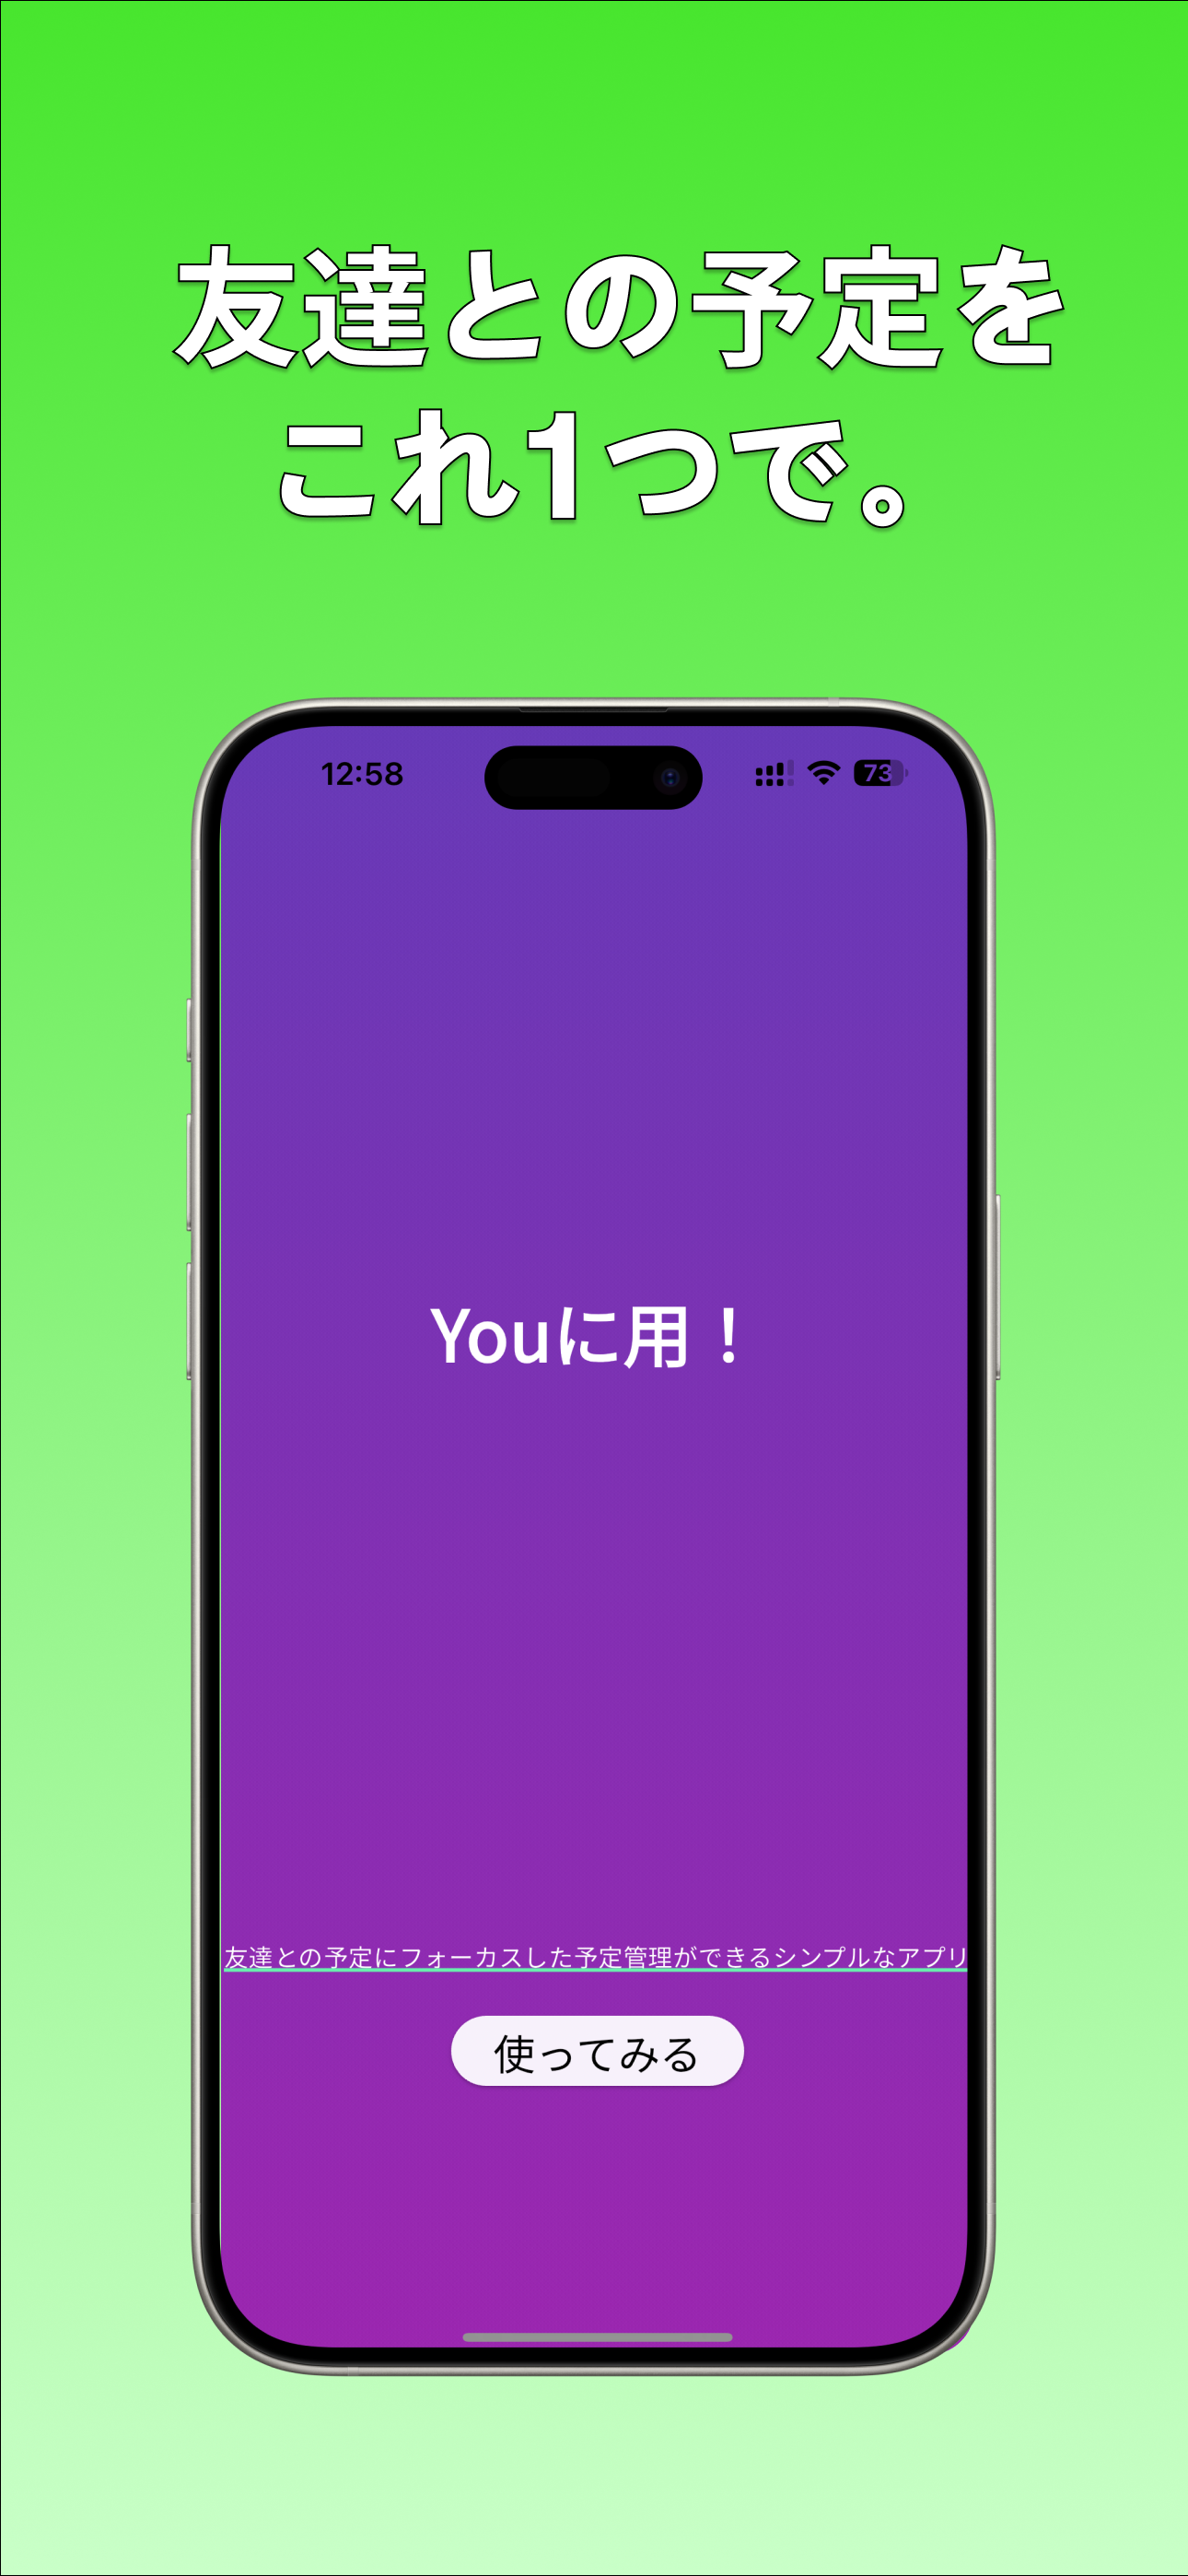 友達との予定を
これ1つで。
12:58
73
Youに用！
友達との予定にフォーカスした予定管理ができるシンプルなアプリ
使ってみる